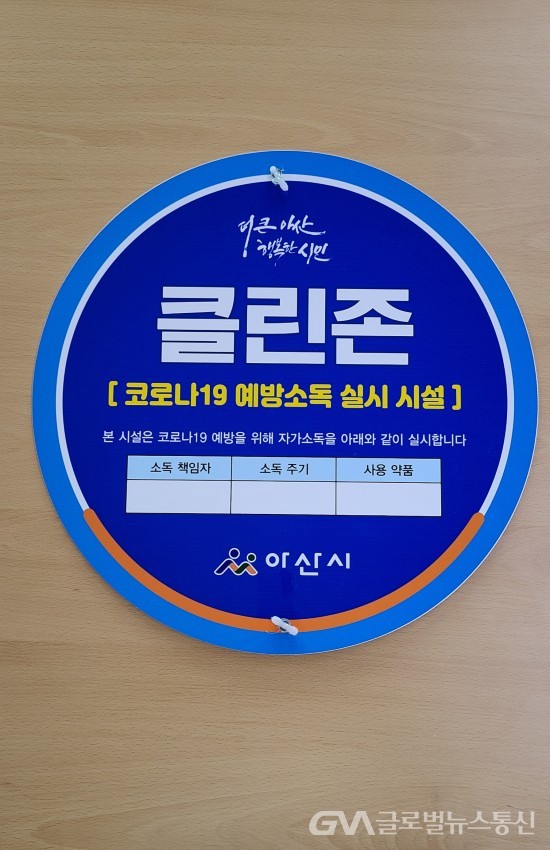 더 큰 아산
행복한 시민
클린존
[ 코로나19 예방소독 실시 시설 ]
본 시설은 코로나19 예방을 위해 자가소독을 아래와 같이 실시합니다
소독 책임자 소독 주기 사용 약품
아산시
GNA 글로벌뉴스통신